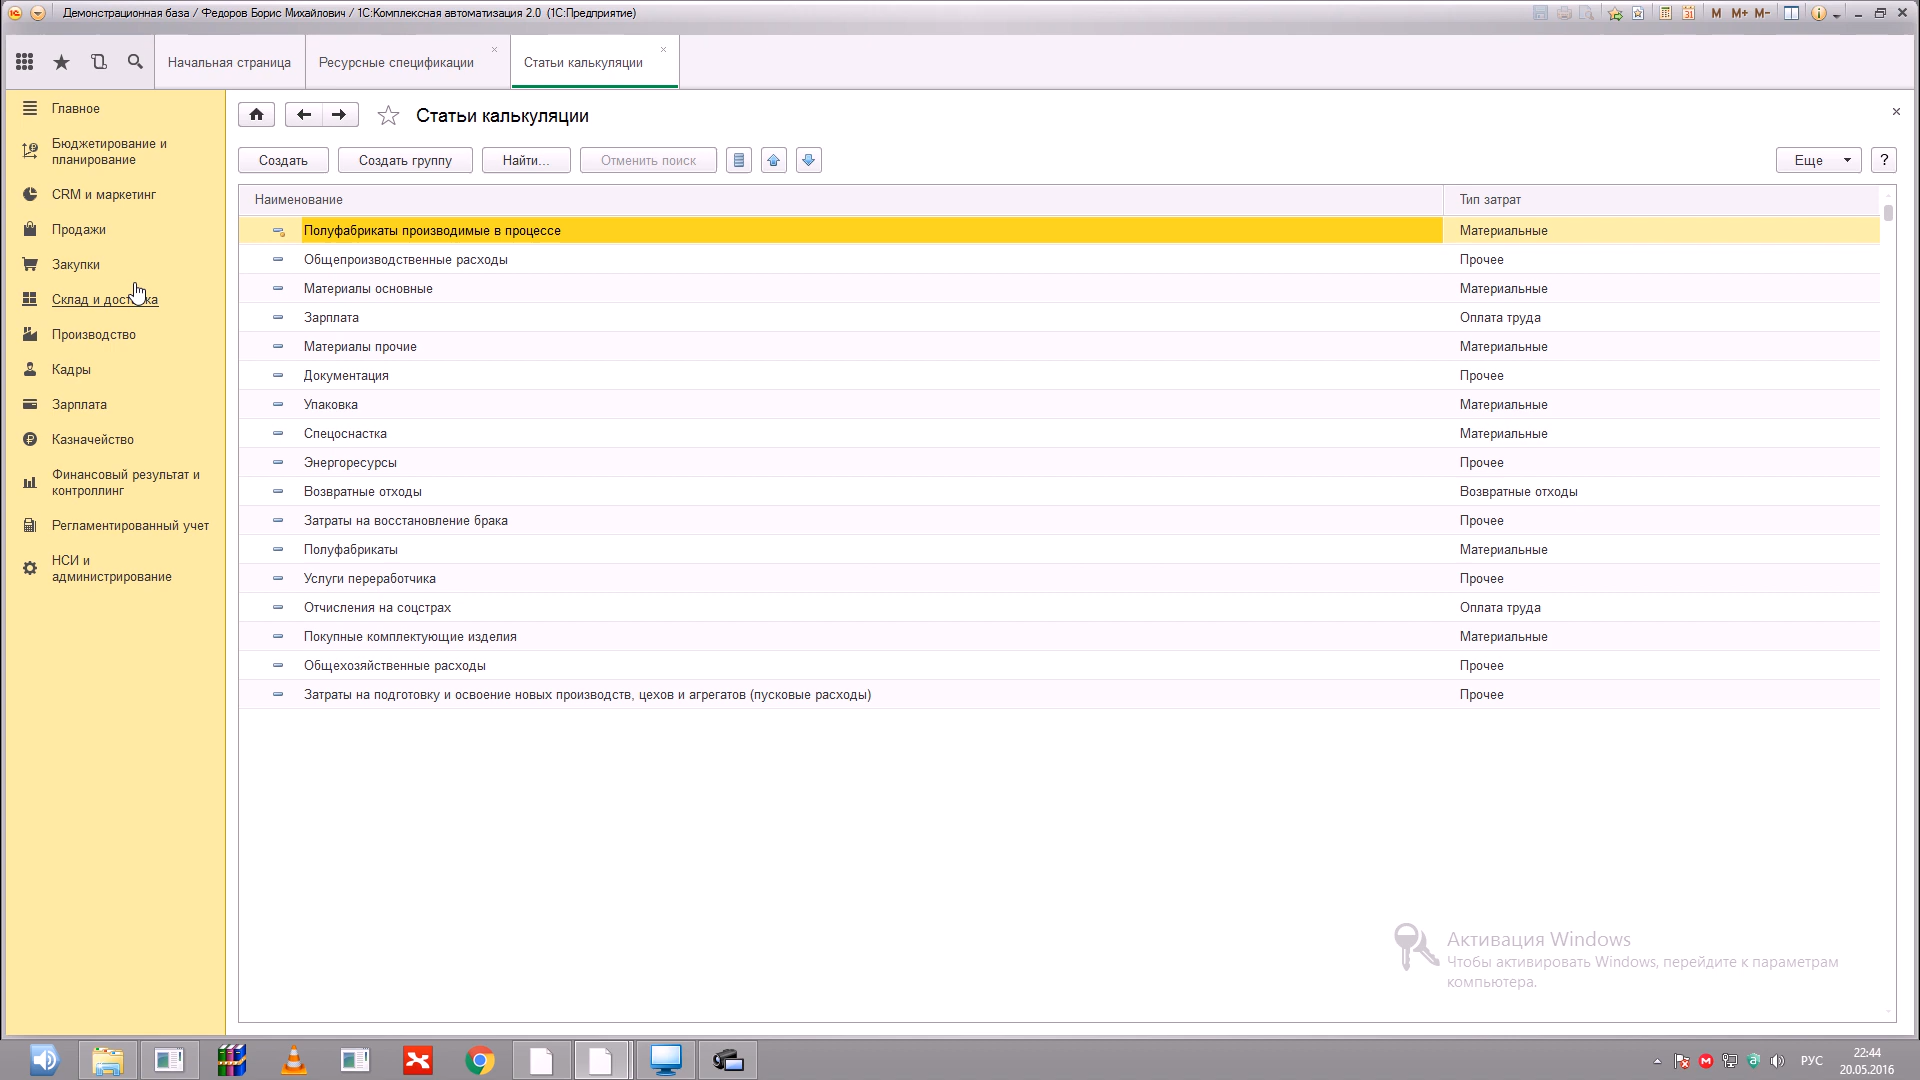 Демонстрационная база / Федоров Борис Михайлович / 1С:Комплексная автоматизация 2.0 (1С:Предприятие)
M M+ M-
Начальная страница
Ресурсные спецификации
Статьи калькуляции
Главное
Бюджетирование и
планирование
CRM и маркетинг
Продажи
Закупки
Склад и доставка
Производство
Кадры
Зарплата
Казначейство
Финансовый результат и
контроллинг
Регламентированный учет
НСИ и
администрирование
Статьи калькуляции
Создать
Создать группу
Найти...
Отменить поиск
Еще
?
Наименование Тип затрат
Полуфабрикаты производимые в процессе Материальные
Общепроизводственные расходы Прочее
Материалы основные Материальные
Зарплата Оплата труда
Материалы прочие Материальные
Документация Прочее
Упаковка Материальные
Спецоснастка Материальные
Энергоресурсы Прочее
Возвратные отходы Возвратные отходы
Затраты на восстановление брака Прочее
Полуфабрикаты Материальные
Услуги переработчика Прочее
Отчисления на соцстрах Оплата труда
Покупные комплектующие изделия Материальные
Общехозяйственные расходы Прочее
Затраты на подготовку и освоение новых производств, цехов и агрегатов (пусковые расходы) Прочее
Активация Windows
Чтобы активировать Windows, перейдите к параметрам
компьютера.
РУС
22:44
20.05.2016